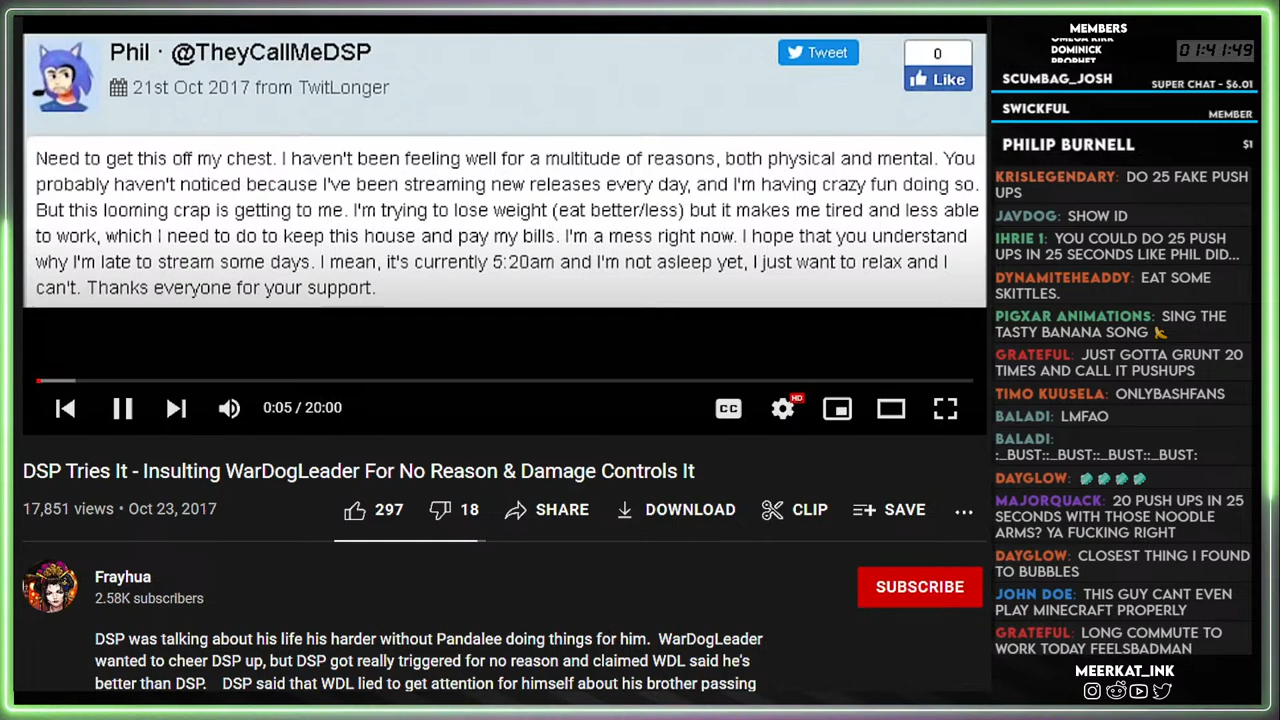 Phil · @TheyCallMeDSP
21st Oct 2017 from TwitLonger
Tweet
0
Like
Need to get this off my chest. I haven't been feeling well for a multitude of reasons, both physical and mental. You
probably haven't noticed because I've been streaming new releases every day, and I'm having crazy fun doing so.
But this looming crap is getting to me. I'm trying to lose weight (eat better/less) but it makes me tired and less able
to work, which I need to do to keep this house and pay my bills. I'm a mess right now. I hope that you understand
why I'm late to stream some days. I mean, it's currently 5:20am and I'm not asleep yet, I just want to relax and I
can't. Thanks everyone for your support.
0:05 / 20:00
CC
HD
DSP Tries It - Insulting WarDogLeader For No Reason & Damage Controls It
17,851 views • Oct 23, 2017
297
18
SHARE
DOWNLOAD
CLIP
SAVE
Frayhua
2.58K subscribers
SUBSCRIBE
DSP was talking about his life his harder without Pandalee doing things for him. WarDogLeader
wanted to cheer DSP up, but DSP got really triggered for no reason and claimed WDL said he's
better than DSP. DSP said that WDL lied to get attention for himself about his brother passing
MEMBERS
OMEGA KIRK
DOMINICK
PROPHET
01:41:49
SCUMBAG_JOSH
SUPER CHAT - $6.01
SWICKFUL
MEMBER
PHILIP BURNELL
$1
KRISLEGENDARY: DO 25 FAKE PUSH
UPS
JAVDOG: SHOW ID
IHRIE 1: YOU COULD DO 25 PUSH
UPS IN 25 SECONDS LIKE PHIL DID...
DYNAMITEHEADDY: EAT SOME
SKITTLES.
PIGXAR ANIMATIONS: SING THE
TASTY BANANA SONG
GRATEFUL: JUST GOTTA GRUNT 20
TIMES AND CALL IT PUSHUPS
TIMO KUUSELA: ONLYBASHFANS
BALADI: LMFAO
BALADI:
:_BUST::_BUST::_BUST::_BUST:
DAYGLOW:
MAJORQUACK: 20 PUSH UPS IN 25
SECONDS WITH THOSE NOODLE
ARMS? YA FUCKING RIGHT
DAYGLOW: CLOSEST THING I FOUND
TO BUBBLES
JOHN DOE: THIS GUY CANT EVEN
PLAY MINECRAFT PROPERLY
GRATEFUL: LONG COMMUTE TO
WORK TODAY FEELSBADMAN
MEERKAT_INK